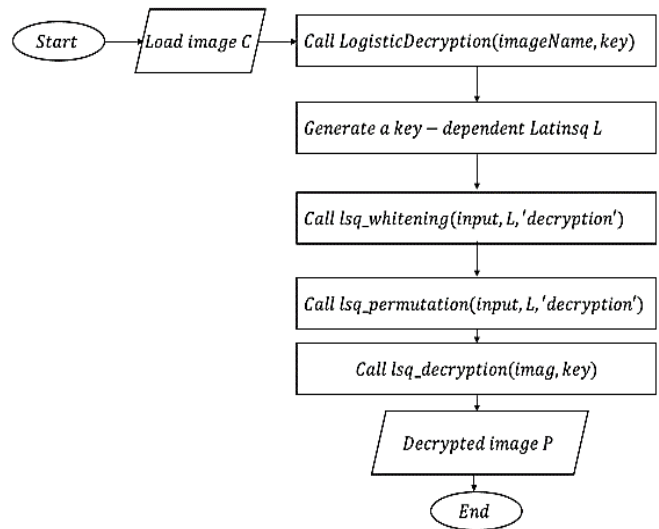 Start
Load image C
Call LogisticDecryption(imageName, key)
Generate a key − dependent Latinsq L
Call lsq_whitening(input, L, 'decryption')
Call lsq_permutation(input, L, 'decryption')
Call lsq_decryption(imag, key)
Decrypted image P
End